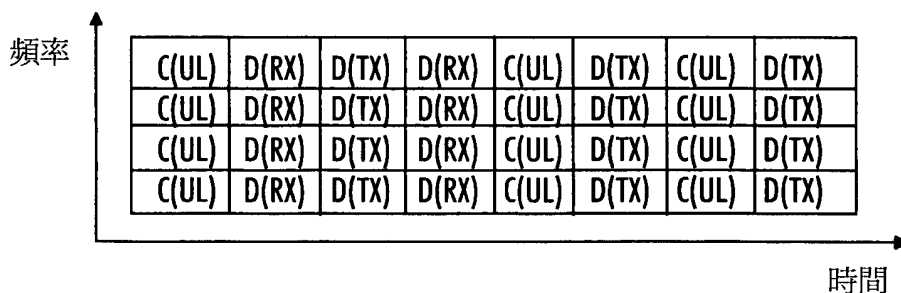 頻率
C(UL) D(RX) D(TX) D(RX) C(UL) D(TX) C(UL) D(TX)
C(UL) D(RX) D(TX) D(RX) C(UL) D(TX) C(UL) D(TX)
C(UL) D(RX) D(TX) D(RX) C(UL) D(TX) C(UL) D(TX)
C(UL) D(RX) D(TX) D(RX) C(UL) D(TX) C(UL) D(TX)
時間